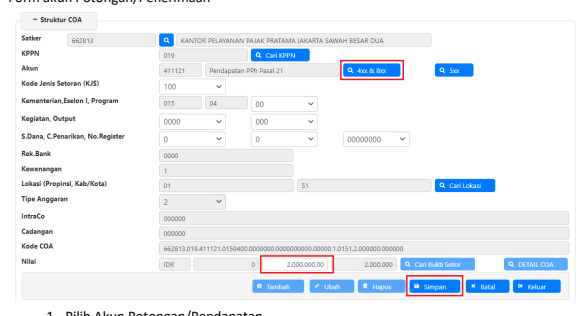 Form akun Potongan/Penerimaan
Struktur COA
Satker 662813 KANTOR PELAYANAN PAJAK PRATAMA JAKARTA SAWAH BESAR DUA
KPPN 019 Cari KPPN
Akun 411121 Pendapatan PPh Pasal 21 4xx & 8xx 5xx
Kode Jenis Setoran (KJS) 100
Kementerian,Eselon I, Program 015 04 00
Kegiatan, Output 0000 000
S.Dana, C.Penarikan, No.Register 0 0 00000000
Rek.Bank 0000
Kewenangan 1
Lokasi (Propinsi, Kab/Kota) 01 51 Cari Lokasi
Tipe Anggaran 2
IntraCo 000000
Cadangan 000000
Kode COA 662813.019.411121.0150400.0000000.0000000000.00000.1.0151.2.000000.000000
Nilai IDR 0 2.000.000,00 2.000.000 Cari Bukti Setor DETAIL COA
Tambah Ubah Hapus Simpan Batal Keluar
1. Pilih Akun Potongan/Pendapatan